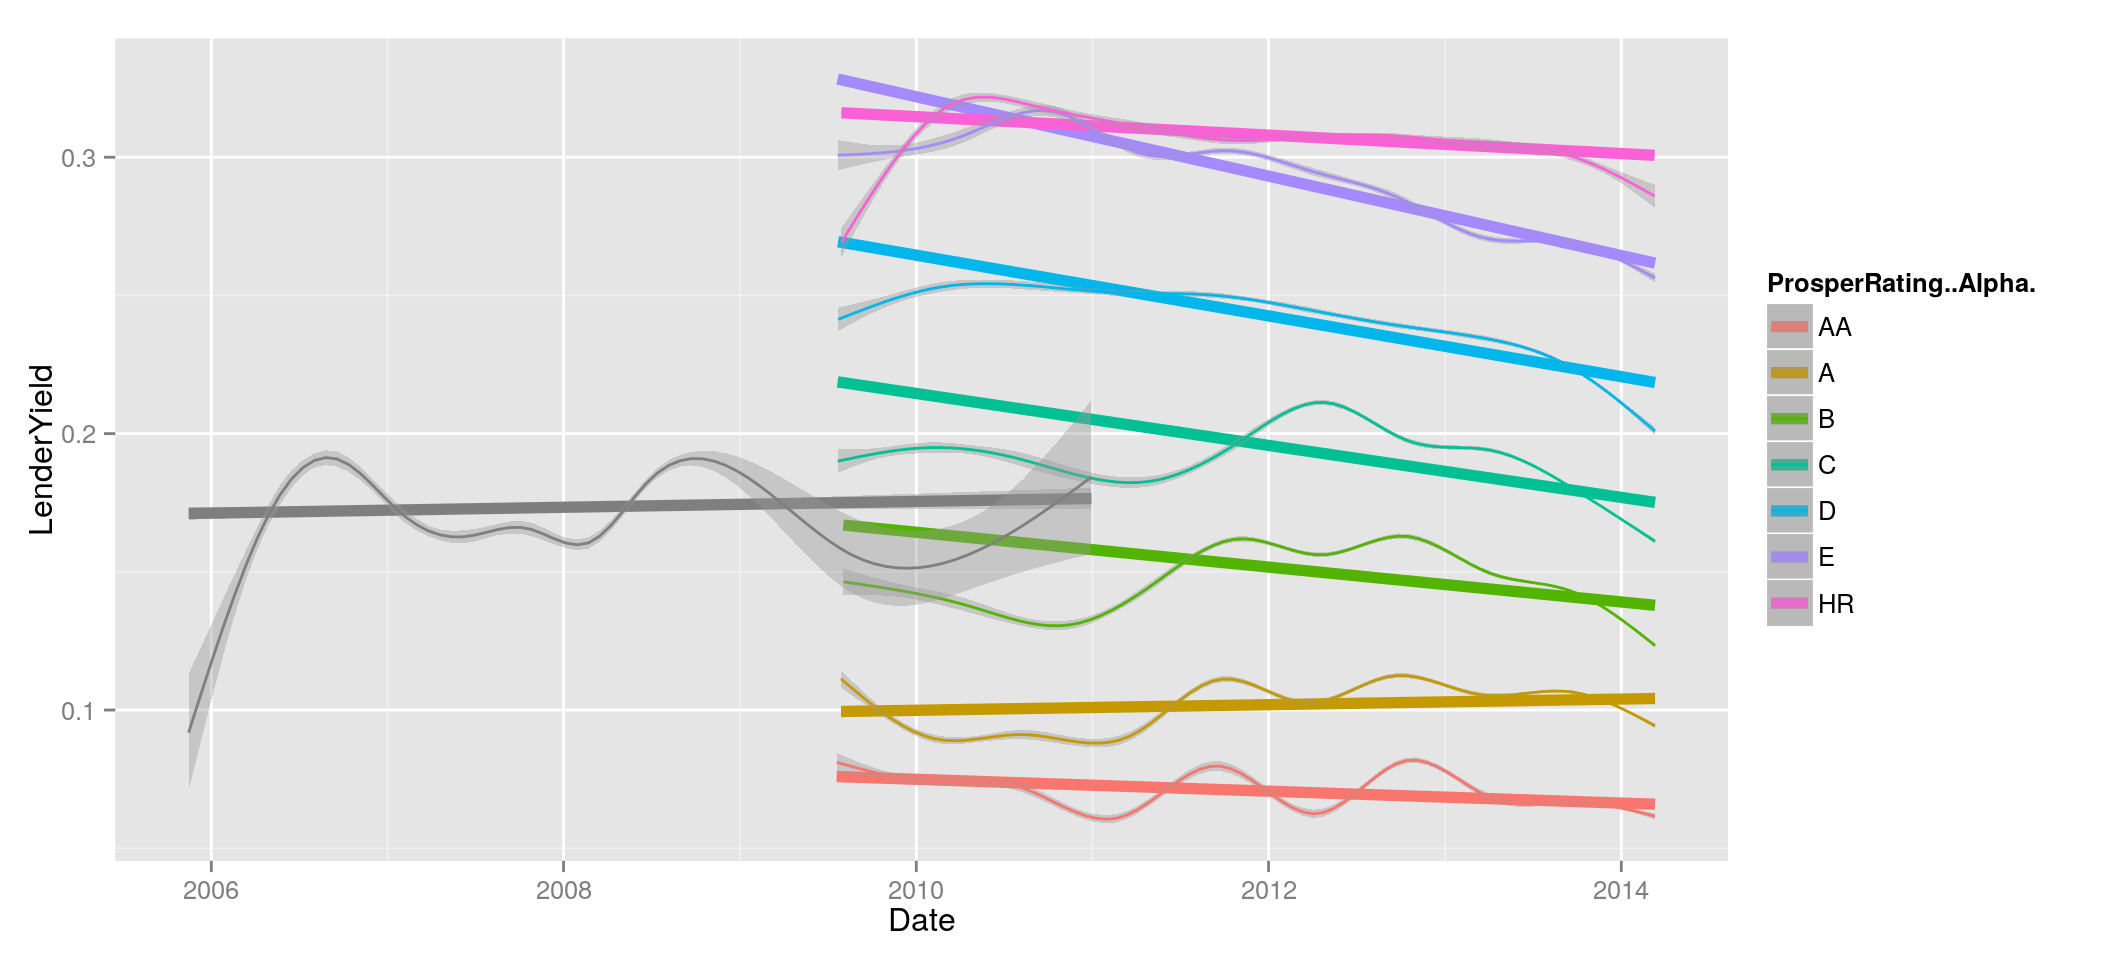 LenderYield
0.3
0.2
0.1
2006 2008 2010 2012 2014
Date
ProsperRating..Alpha.
AA
A
B
C
D
E
HR